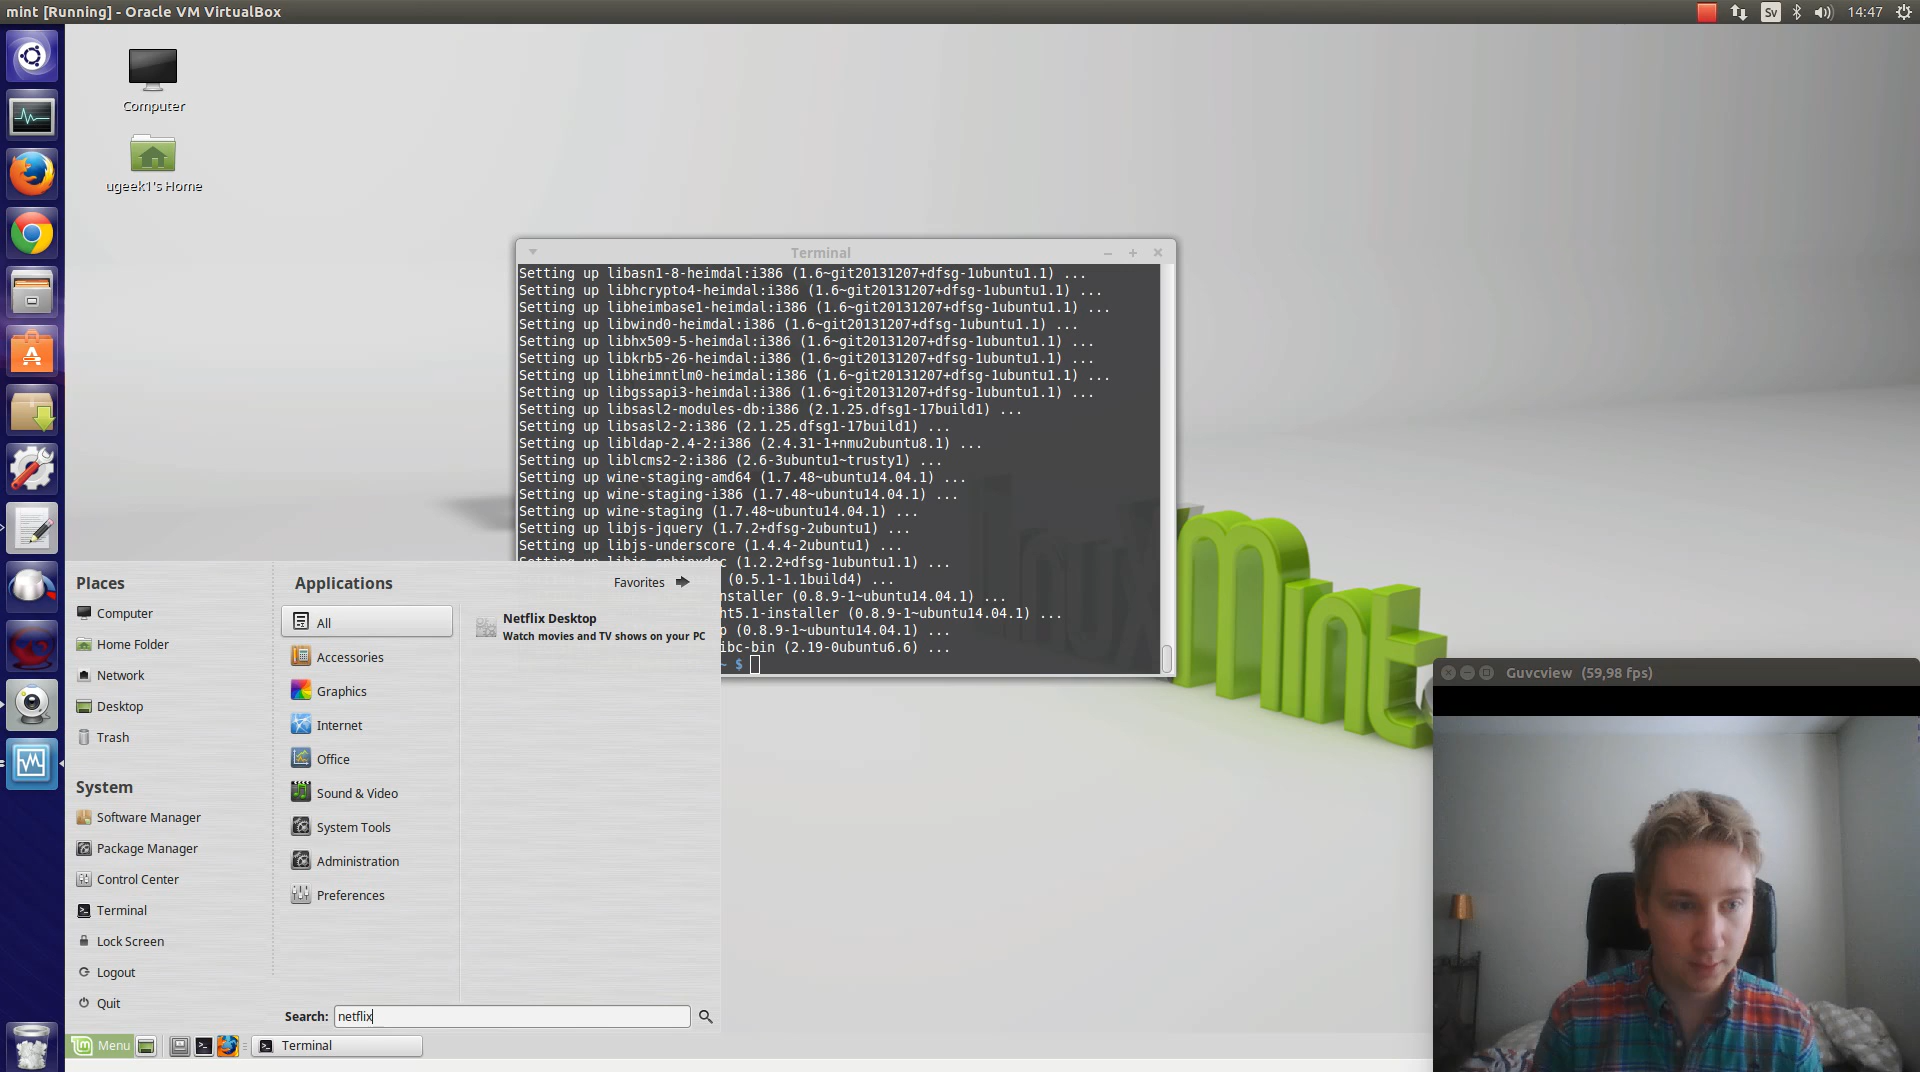 mint [Running] - Oracle VM VirtualBox
Sv
14:47
Computer
ugeek1's Home
Terminal
Setting up libasn1-8-heimdal:i386 (1.6~git20131207+dfsg-1ubuntu1.1) ...
Setting up libhcrypto4-heimdal:i386 (1.6~git20131207+dfsg-1ubuntu1.1) ...
Setting up libheimbase1-heimdal:i386 (1.6~git20131207+dfsg-1ubuntu1.1) ...
Setting up libwind0-heimdal:i386 (1.6~git20131207+dfsg-1ubuntu1.1) ...
Setting up libhx509-5-heimdal:i386 (1.6~git20131207+dfsg-1ubuntu1.1) ...
Setting up libkrb5-26-heimdal:i386 (1.6~git20131207+dfsg-1ubuntu1.1) ...
Setting up libheimntlm0-heimdal:i386 (1.6~git20131207+dfsg-1ubuntu1.1) ...
Setting up libgssapi3-heimdal:i386 (1.6~git20131207+dfsg-1ubuntu1.1) ...
Setting up libsasl2-modules-db:i386 (2.1.25.dfsg1-17build1) ...
Setting up libsasl2-2:i386 (2.1.25.dfsg1-17build1) ...
Setting up libldap-2.4-2:i386 (2.4.31-1+nmu2ubuntu8.1) ...
Setting up liblcms2-2:i386 (2.6-3ubuntu1~trusty1) ...
Setting up wine-staging-amd64 (1.7.48~ubuntu14.04.1) ...
Setting up wine-staging-i386 (1.7.48~ubuntu14.04.1) ...
Setting up wine-staging (1.7.48~ubuntu14.04.1) ...
Setting up libjs-jquery (1.7.2+dfsg-2ubuntu1) ...
Setting up libjs-underscore (1.4.4-2ubuntu1) ...
(1.2.2+dfsg-1ubuntu1.1) ...
(0.5.1-1.1build4) ...
nstaller (0.8.9-1~ubuntu14.04.1) ...
ht5.1-installer (0.8.9-1~ubuntu14.04.1) ...
p (0.8.9-1~ubuntu14.04.1) ...
ibc-bin (2.19-0ubuntu6.6) ...
~ $
Linux Mint
Places
Computer
Home Folder
Network
Desktop
Trash
System
Software Manager
Package Manager
Control Center
Terminal
Lock Screen
Logout
Quit
Applications
Favorites
All
Accessories
Graphics
Internet
Office
Sound & Video
System Tools
Administration
Preferences
Netflix Desktop
Watch movies and TV shows on your PC
Search: netflix
Menu
Terminal
Guvcview (59,98 fps)